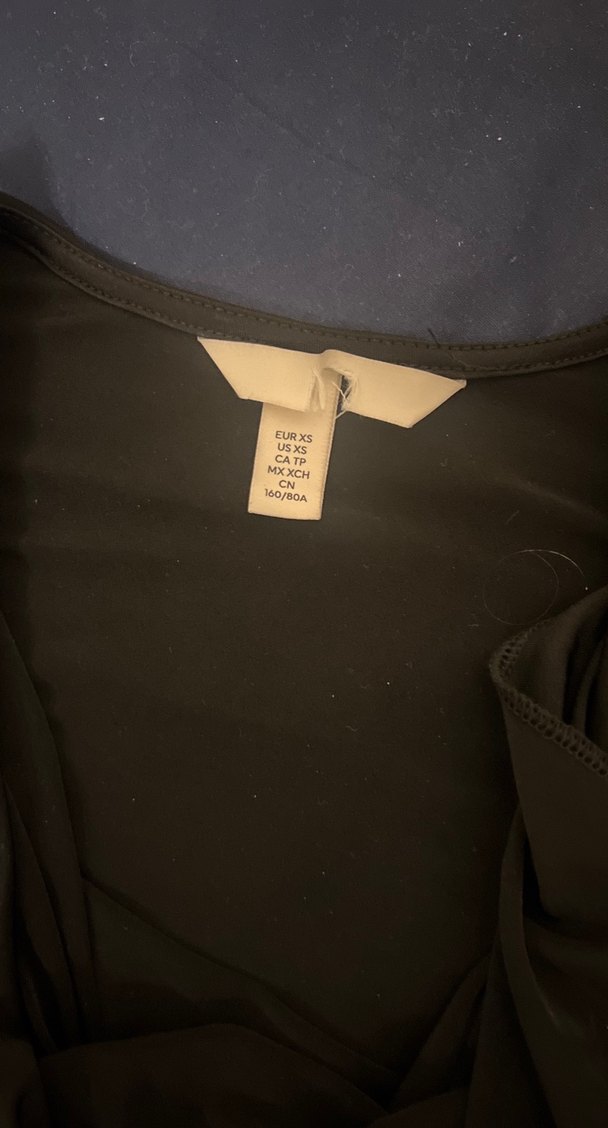 EUR XS
US XS
CA TP
MX XCH
CN
160/80A